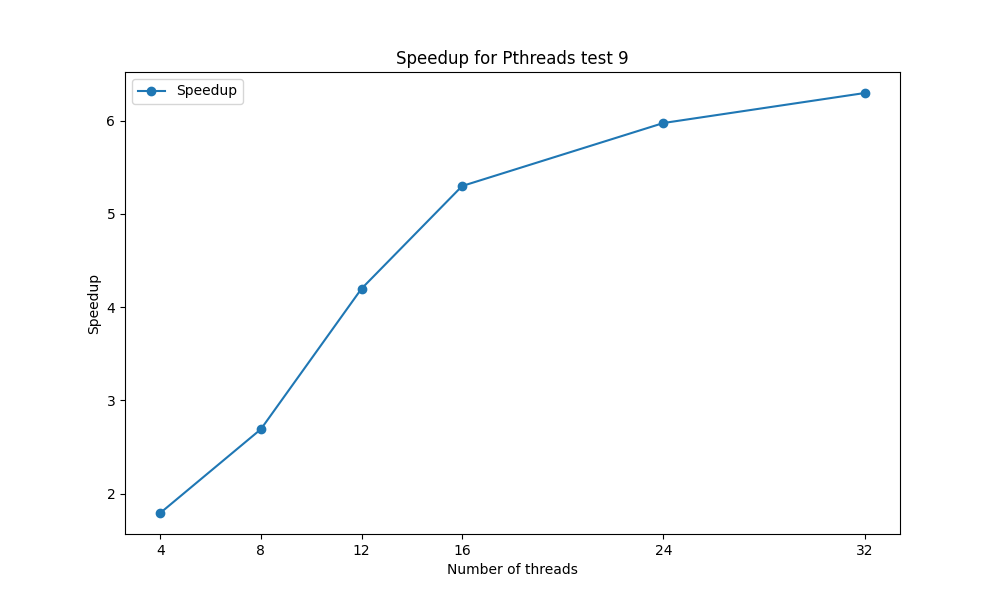 Speedup for Pthreads test 9
Speedup
6
5
4
3
2
Speedup
4 8 12 16 24 32
Number of threads